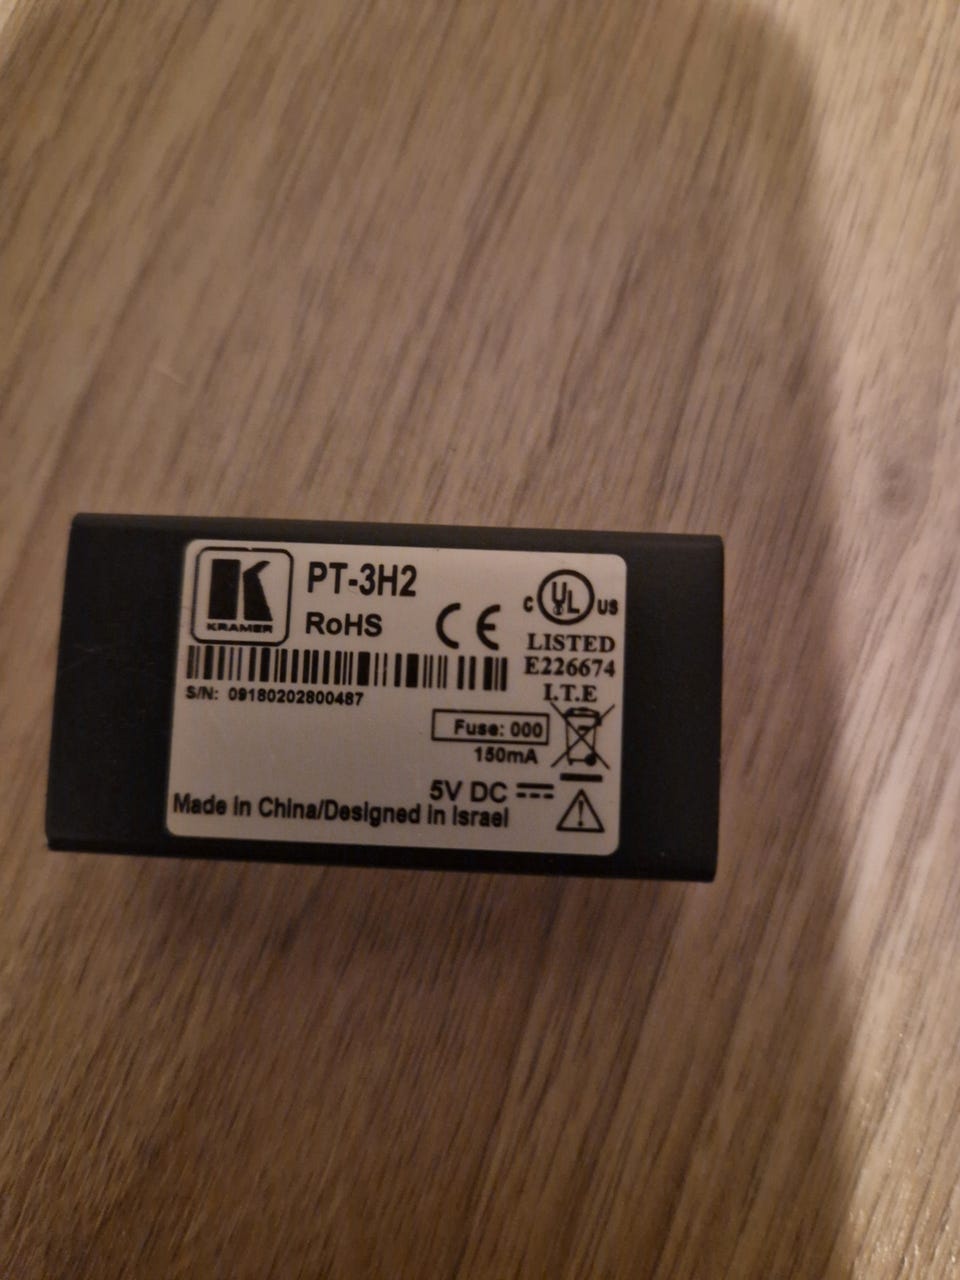 PT-3H2
KRAMER
RoHS CE
C UL US
LISTED
E226674
I.T.E
S/N: 09180202800487
Fuse: 000
150mA
5V DC
Made in China/Designed in Israel